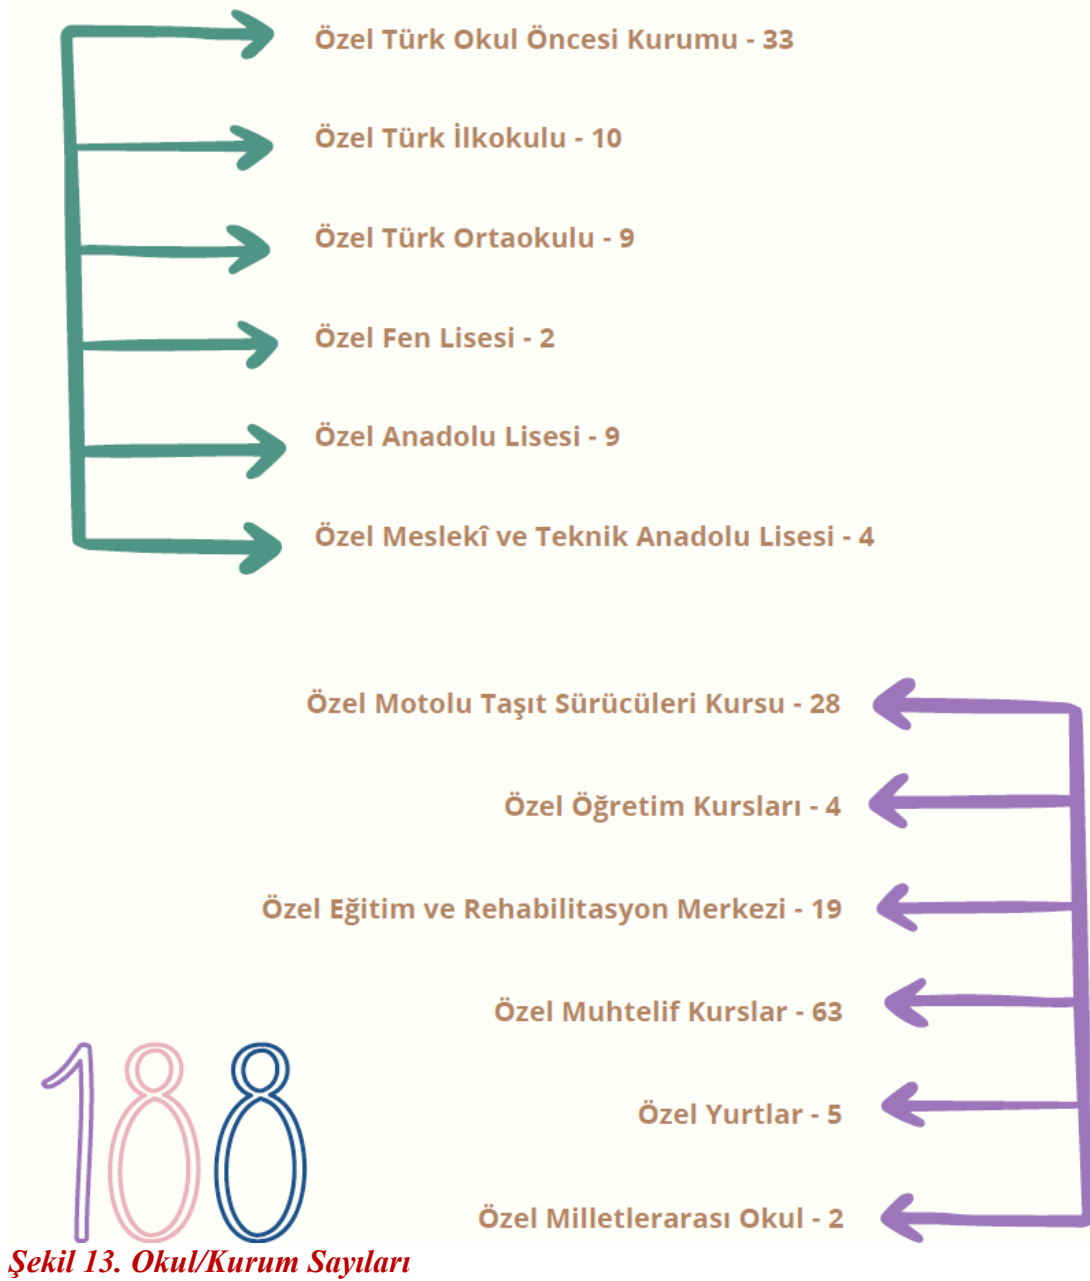 Özel Türk Okul Öncesi Kurumu - 33
Özel Türk İlkokulu - 10
Özel Türk Ortaokulu - 9
Özel Fen Lisesi - 2
Özel Anadolu Lisesi - 9
Özel Meslekî ve Teknik Anadolu Lisesi - 4
Özel Motolu Taşıt Sürücüleri Kursu - 28
Özel Öğretim Kursları - 4
Özel Eğitim ve Rehabilitasyon Merkezi - 19
Özel Muhtelif Kurslar - 63
Özel Yurtlar - 5
Özel Milletlerarası Okul - 2
188
Şekil 13. Okul/Kurum Sayıları